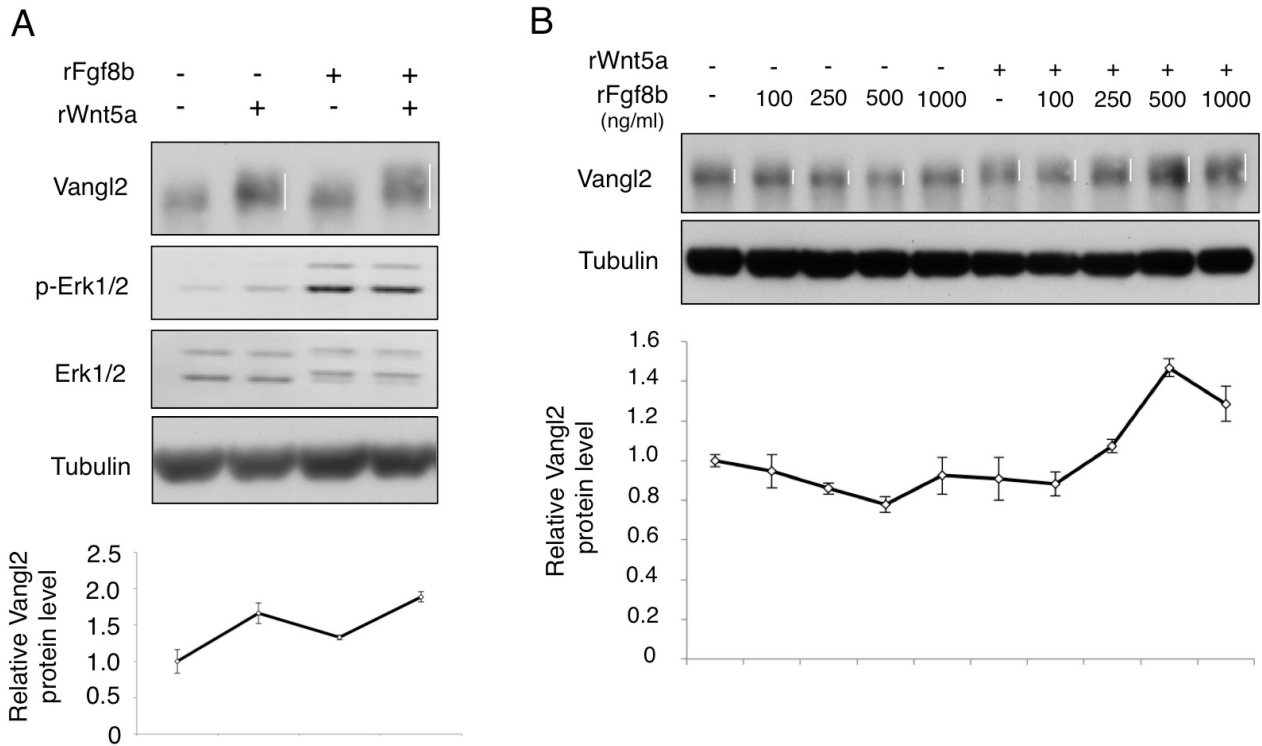 A
rFgf8b - - + +
rWnt5a - + - +
Vangl2
p-Erk1/2
Erk1/2
Tubulin
Relative Vangl2
protein level
2.5
2.0
1.5
1.0
0.5
0
B
rWnt5a - - - - - + + + + +
rFgf8b - 100 250 500 1000 - 100 250 500 1000
(ng/ml)
Vangl2
Tubulin
Relative Vangl2
protein level
1.6
1.4
1.2
1.0
0.8
0.6
0.4
0.2
0